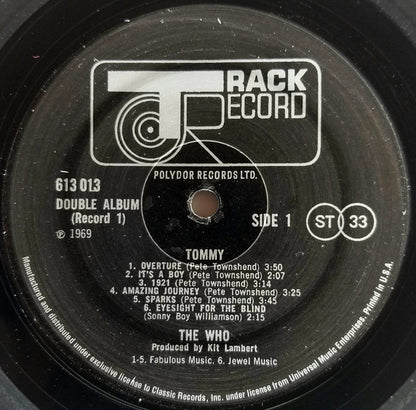 TRACK
RECORD
POLYDOR RECORDS LTD.
613 013
DOUBLE ALBUM
(Record 1)
℗ 1969
SIDE 1
ST 33
TOMMY
1. OVERTURE (Pete Townshend) 3:50
2. IT'S A BOY (Pete Townshend) 2:07
3. 1921 (Pete Townshend) 3:14
4. AMAZING JOURNEY (Pete Townshend) 3:25
5. SPARKS (Pete Townshend) 3:45
6. EYESIGHT FOR THE BLIND
(Sonny Boy Williamson) 2:15
THE WHO
Produced by Kit Lambert
1-5. Fabulous Music. 6. Jewel Music
Manufactured and distributed under exclusive license to Classic Records, Inc. under license from Universal Music Enterprises. Printed in U.S.A.